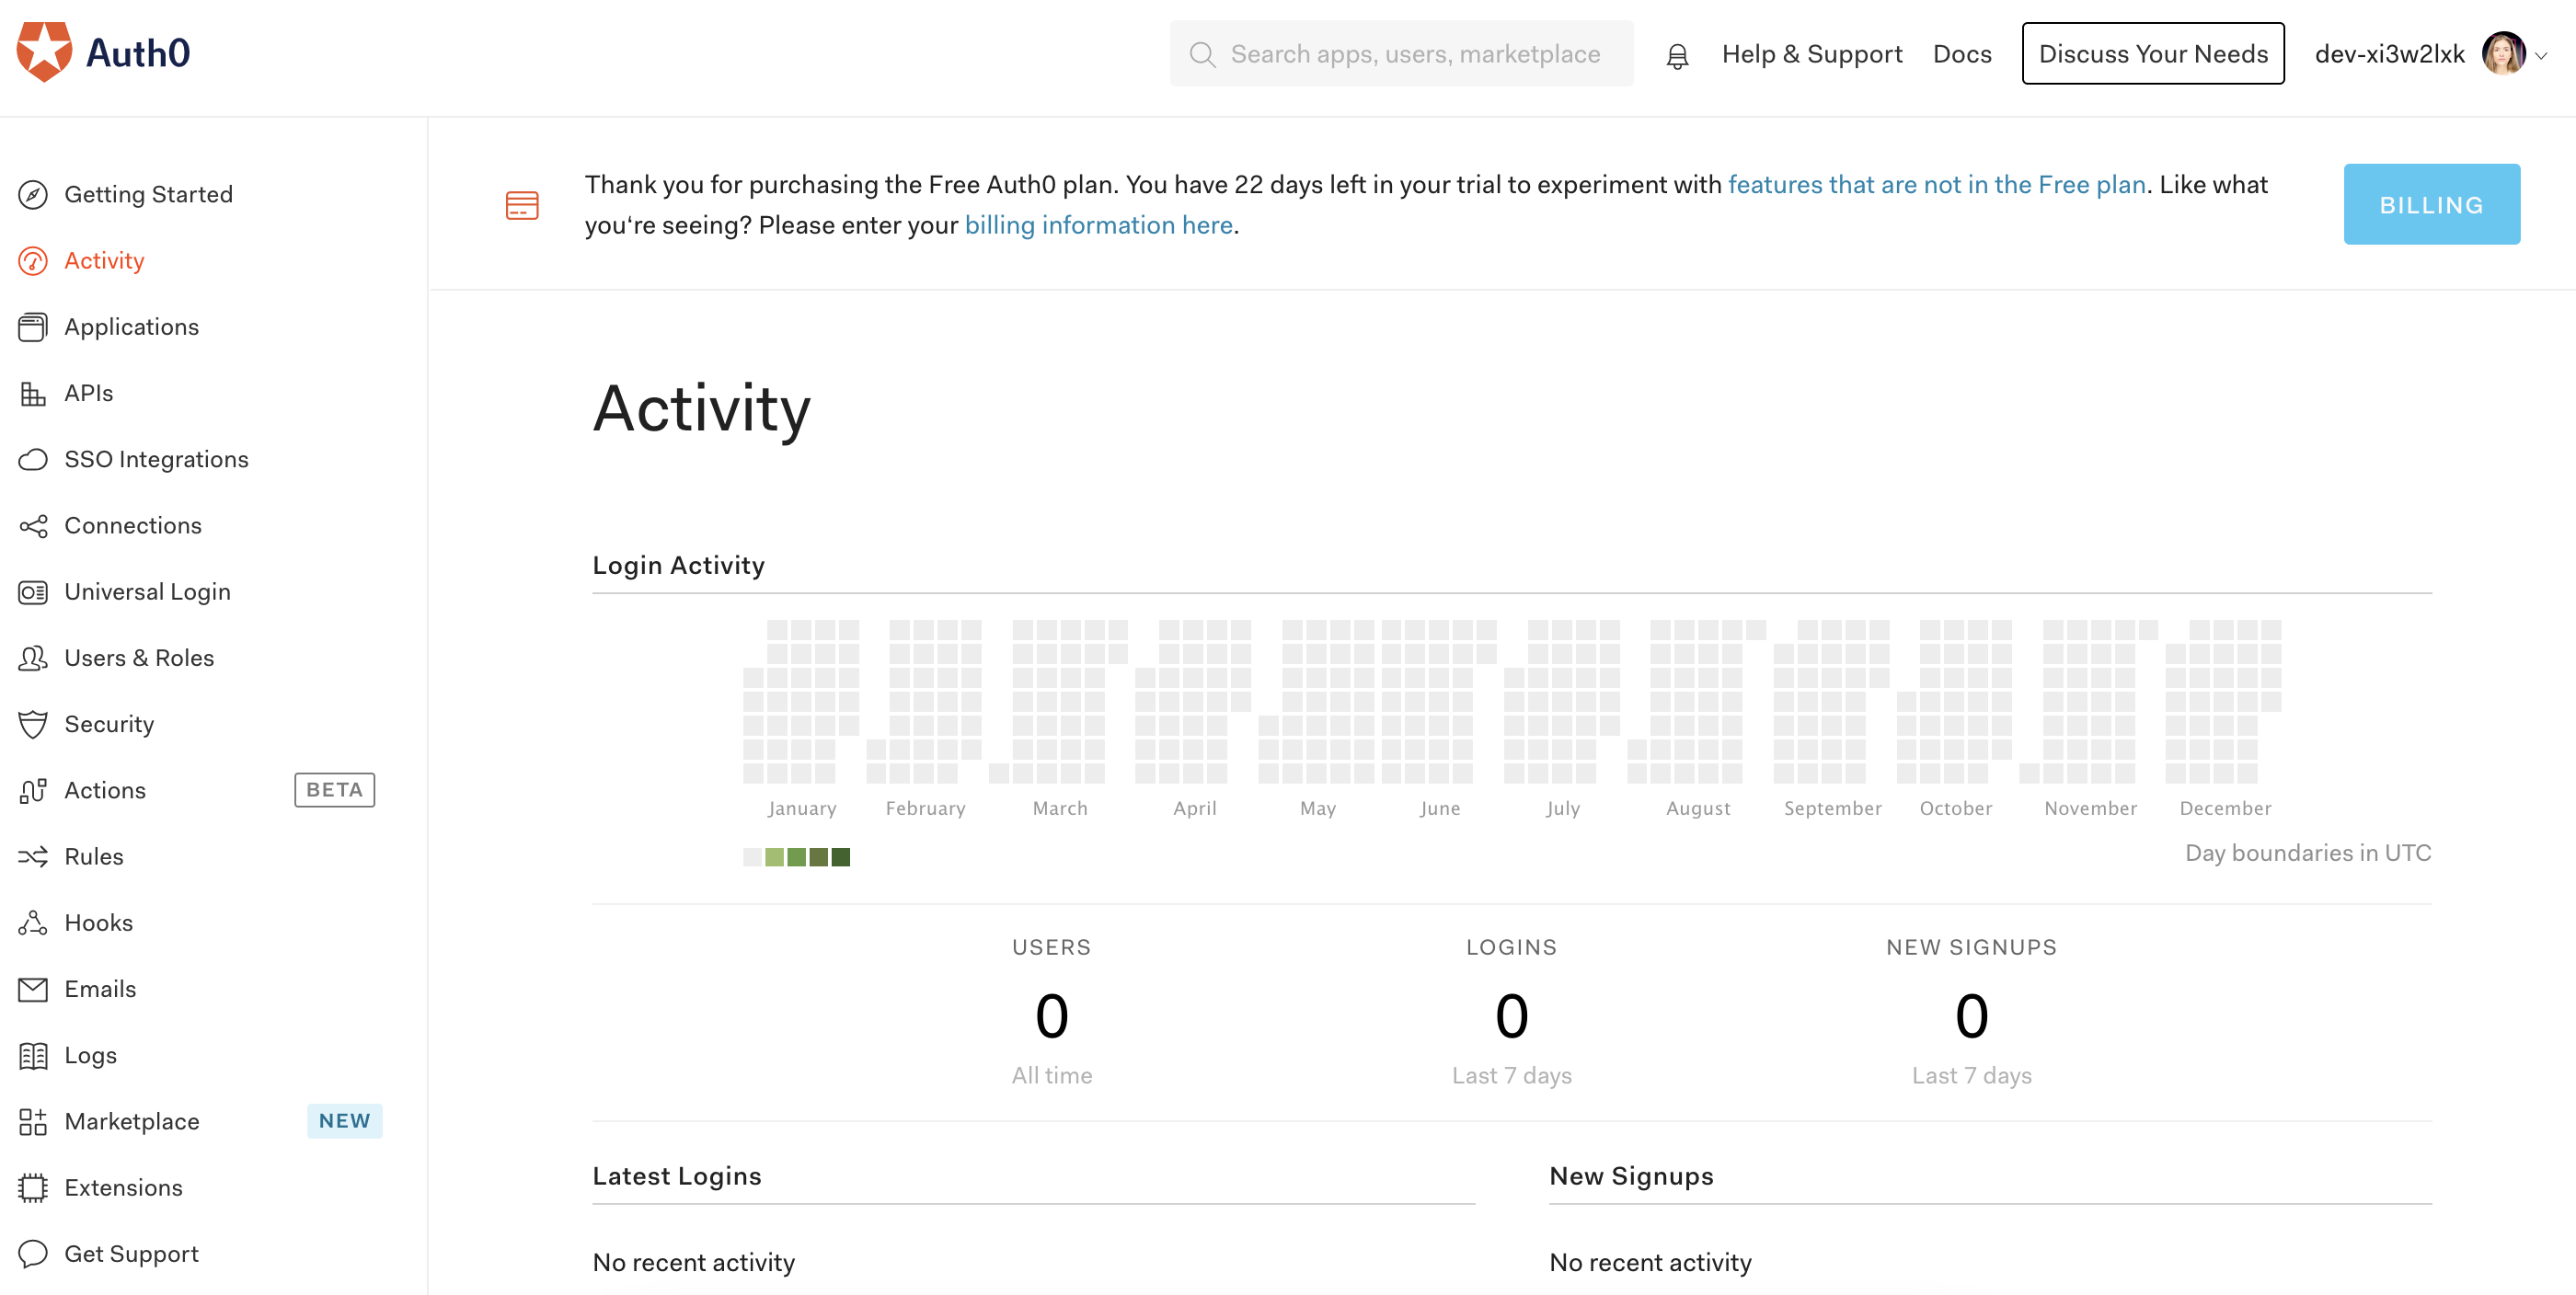 Auth0
Search apps, users, marketplace
Help & Support
Docs
Discuss Your Needs
dev-xi3w2lxk
Getting Started
Activity
Applications
APIs
SSO Integrations
Connections
Universal Login
Users & Roles
Security
Actions
BETA
Rules
Hooks
Emails
Logs
Marketplace
NEW
Extensions
Get Support
Thank you for purchasing the Free Auth0 plan. You have 22 days left in your trial to experiment with features that are not in the Free plan. Like what
you‘re seeing? Please enter your billing information here.
BILLING
Activity
Login Activity
January February March April May June July August September October November December
Day boundaries in UTC
USERS
0
All time
LOGINS
0
Last 7 days
NEW SIGNUPS
0
Last 7 days
Latest Logins
No recent activity
New Signups
No recent activity